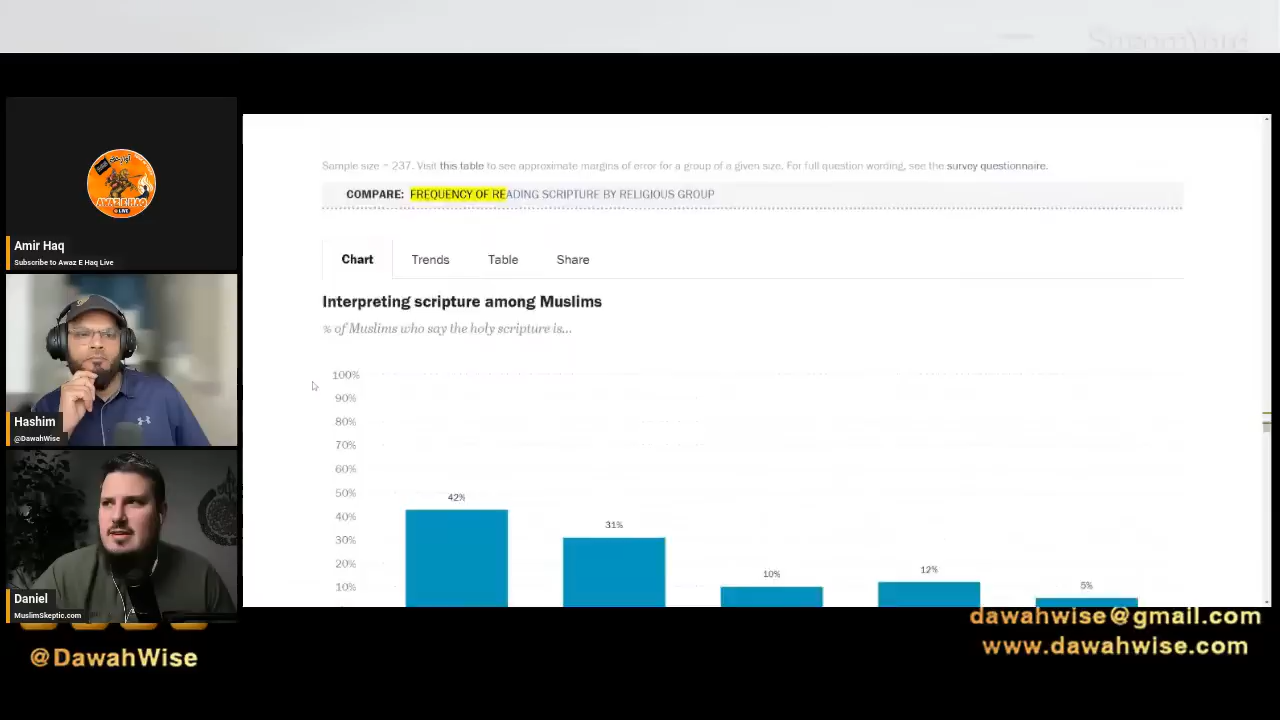 Amir Haq
Subscribe to Awaz E Haq Live
AWAZ E HAQ
LIVE
Hashim
@DawahWise
Daniel
MuslimSkeptic.com
@DawahWise
Sample size = 237. Visit this table to see approximate margins of error for a group of a given size. For full question wording, see the survey questionnaire.
COMPARE: FREQUENCY OF READING SCRIPTURE BY RELIGIOUS GROUP
Chart Trends Table Share
Interpreting scripture among Muslims
% of Muslims who say the holy scripture is...
100%
90%
80%
70%
60%
50%
40%
30%
20%
10%
42%
31%
10%
12%
5%
dawahwise@gmail.com
www.dawahwise.com